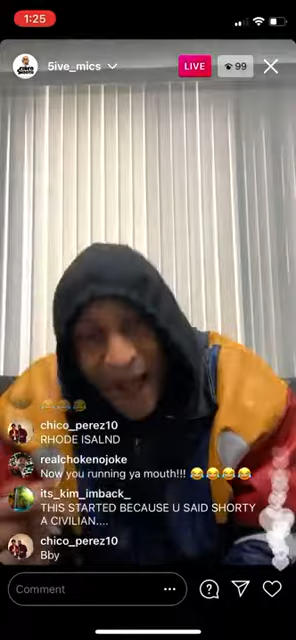 1:25
5ive_mics
LIVE
99
😂😂😂
chico_perez10
RHODE ISALND
realchokenojoke
Now you running ya mouth!!! 😂😂😂😂
its_kim_imback_
THIS STARTED BECAUSE U SAID SHORTY
A CIVILIAN....
chico_perez10
Bby
Comment